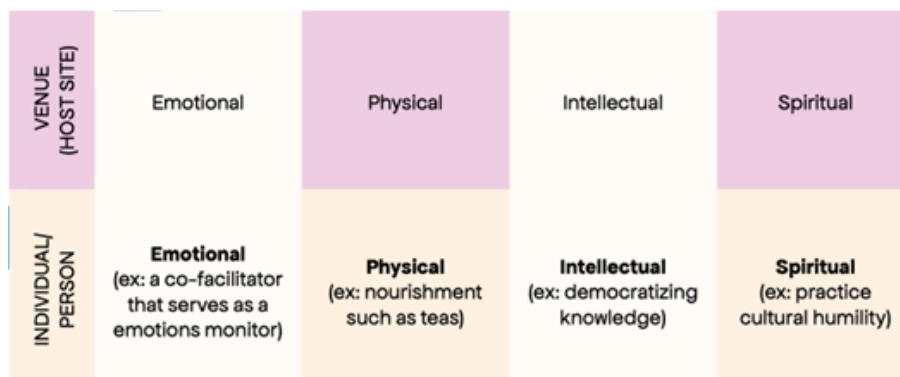 VENUE
(HOST SITE)
Emotional
Physical
Intellectual
Spiritual
INDIVIDUAL/
PERSON
Emotional
(ex: a co-facilitator
that serves as a
emotions monitor)
Physical
(ex: nourishment
such as teas)
Intellectual
(ex: democratizing
knowledge)
Spiritual
(ex: practice
cultural humility)